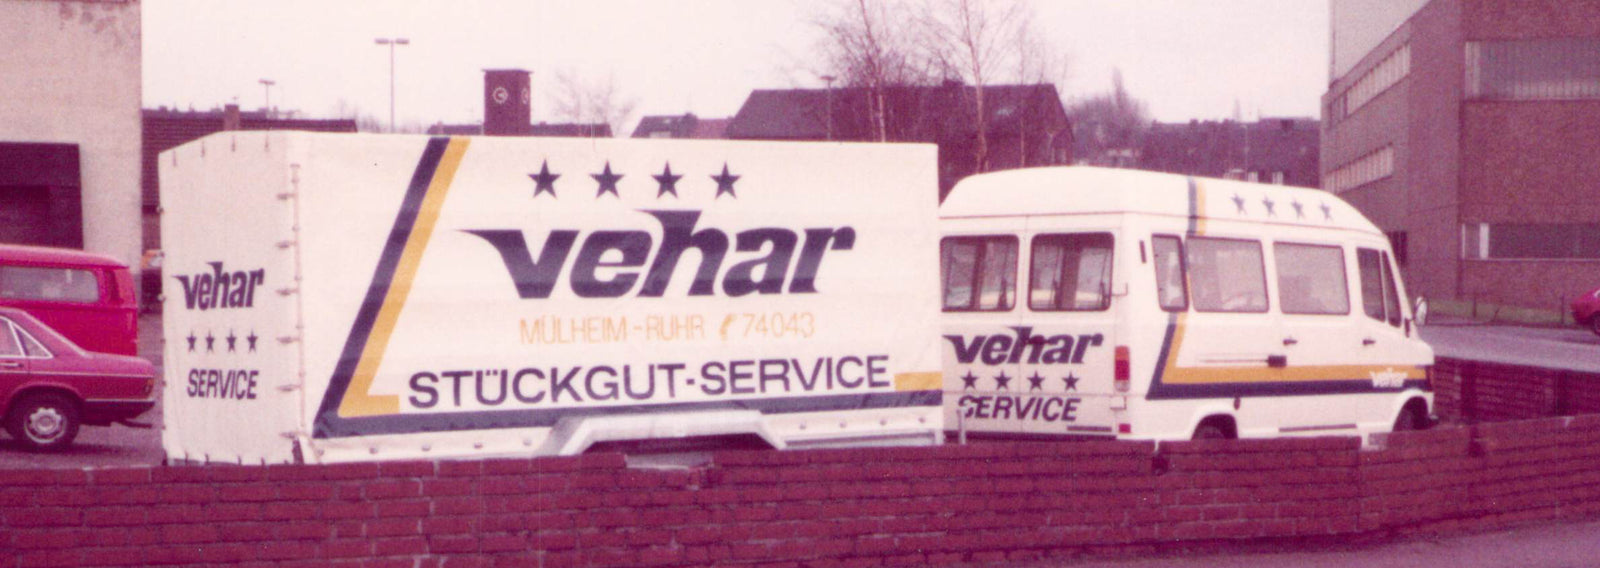 vehar
SERVICE
vehar
MÜLHEIM-RUHR 74043
STÜCKGUT-SERVICE
vehar
SERVICE
vehar